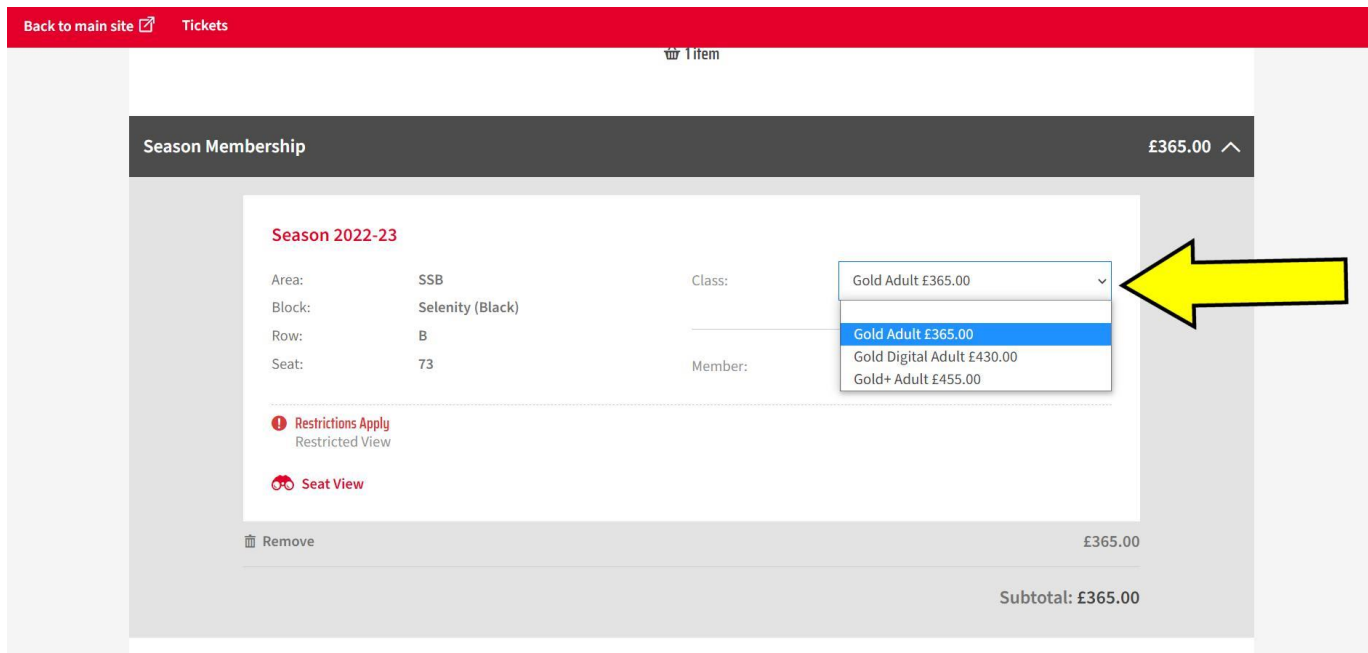 Back to main site Tickets
1 item
Season Membership £365.00
Season 2022-23
Area: SSB Class: Gold Adult £365.00
Block: Selenity (Black)
Row: B Gold Adult £365.00
Gold Digital Adult £430.00
Seat: 73 Member: Gold+ Adult £455.00
Restrictions Apply
Restricted View
Seat View
Remove £365.00
Subtotal: £365.00